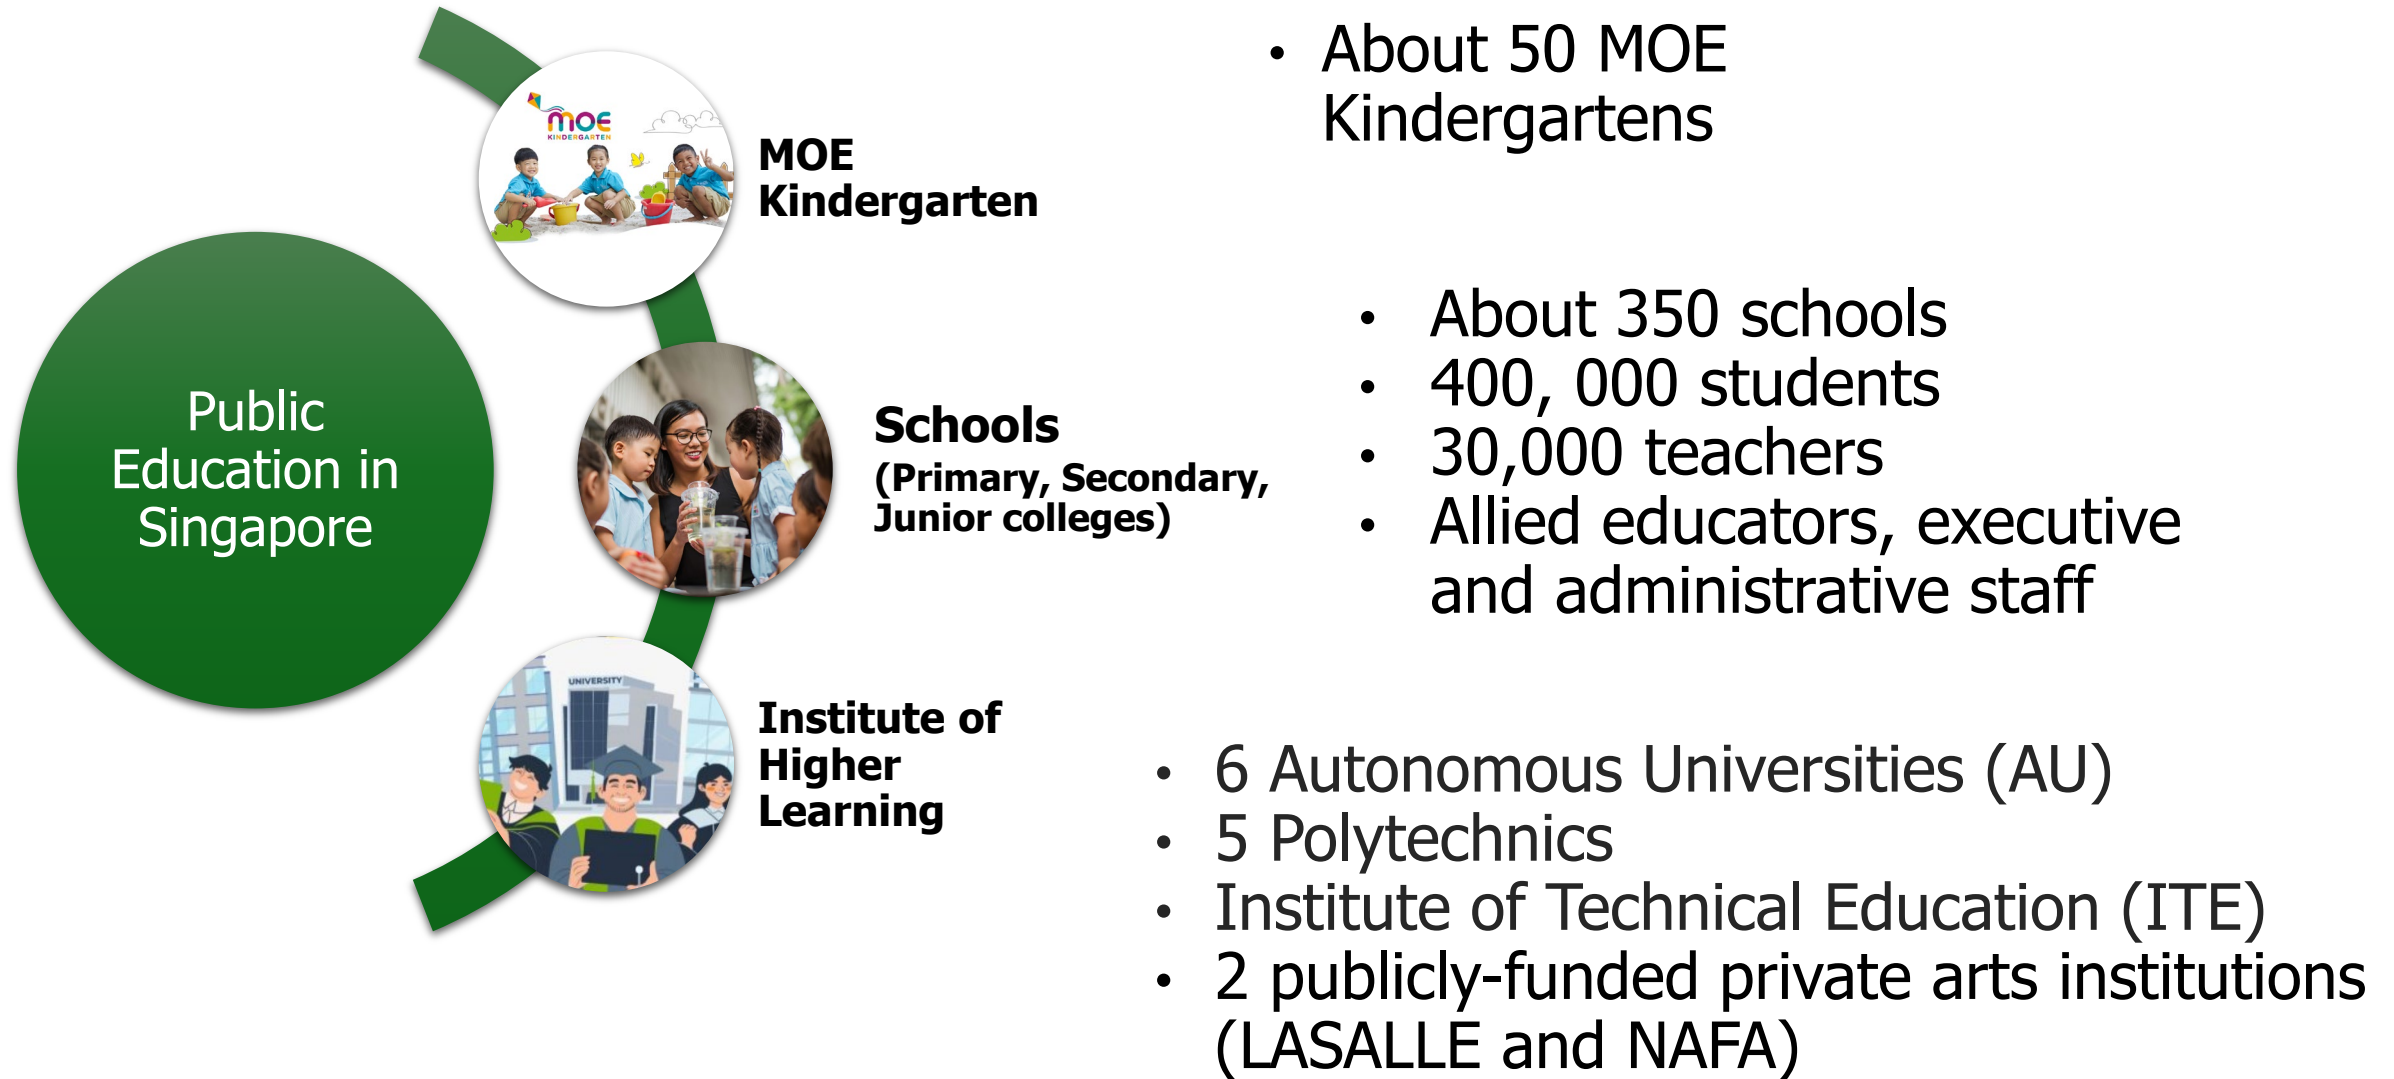 Public
Education in
Singapore
moe
KINDERGARTEN
MOE
Kindergarten
• About 50 MOE
Kindergartens
Schools
(Primary, Secondary,
Junior colleges)
• About 350 schools
• 400, 000 students
• 30,000 teachers
• Allied educators, executive
and administrative staff
UNIVERSITY
Institute of
Higher
Learning
• 6 Autonomous Universities (AU)
• 5 Polytechnics
• Institute of Technical Education (ITE)
• 2 publicly-funded private arts institutions
(LASALLE and NAFA)